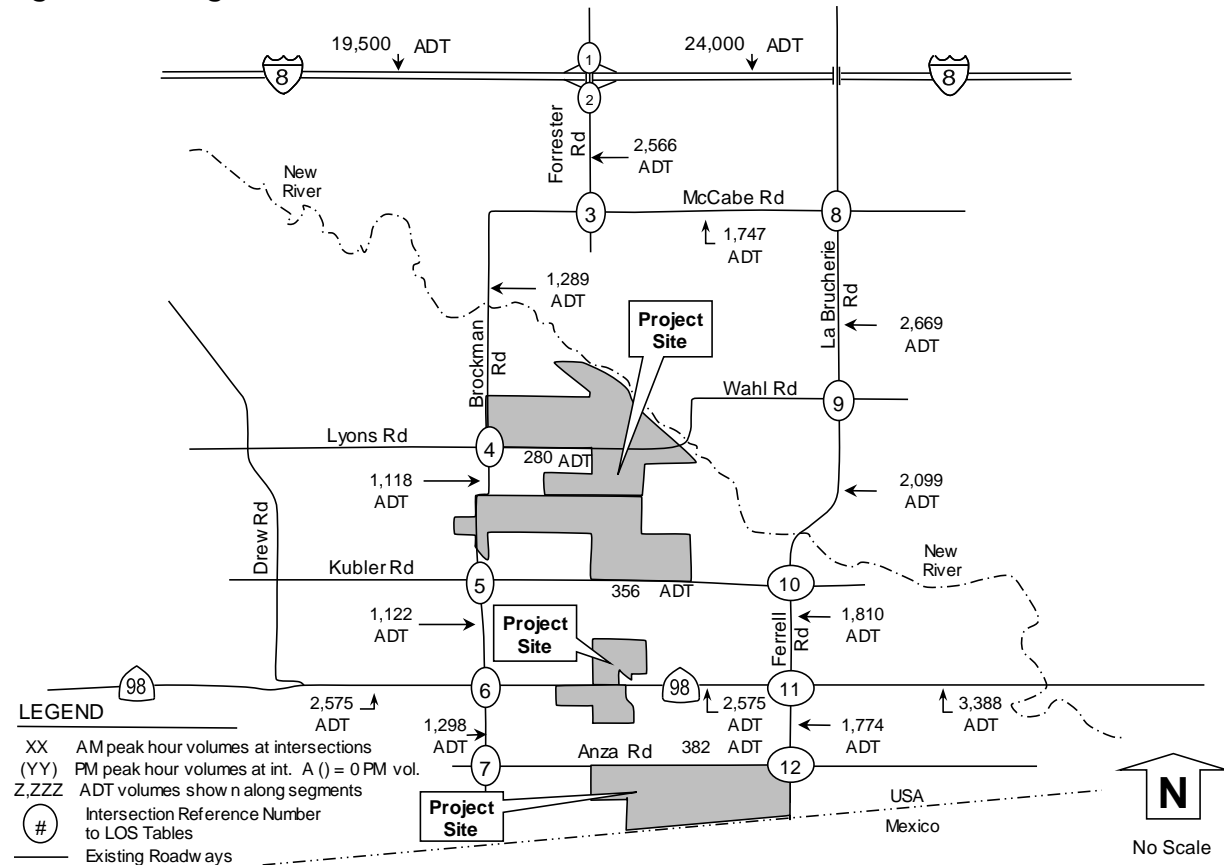 19,500 ADT
24,000 ADT
8
8
1
2
Forrester
Rd
2,566
ADT
New
River
McCabe Rd
3
8
1,747
ADT
1,289
ADT
La Brucherie
Rd
Project
Site
2,669
ADT
Brockman
Rd
Wahl Rd
9
Lyons Rd
4
280 ADT
1,118
ADT
2,099
ADT
Drew Rd
New
River
Kubler Rd
5
10
356 ADT
1,122
ADT
Project
Site
1,810
ADT
Ferrell
Rd
98
6
98
11
2,575
ADT
2,575
ADT
ADT
3,388
ADT
1,298
ADT
1,774
ADT
Anza Rd
382
7
12
Project
Site
USA
Mexico
LEGEND
XX AM peak hour volumes at intersections
(YY) PM peak hour volumes at int. A () = 0 PM vol.
Z,ZZZ ADT volumes shown along segments
# Intersection Reference Number
to LOS Tables
Existing Roadways
N
No Scale